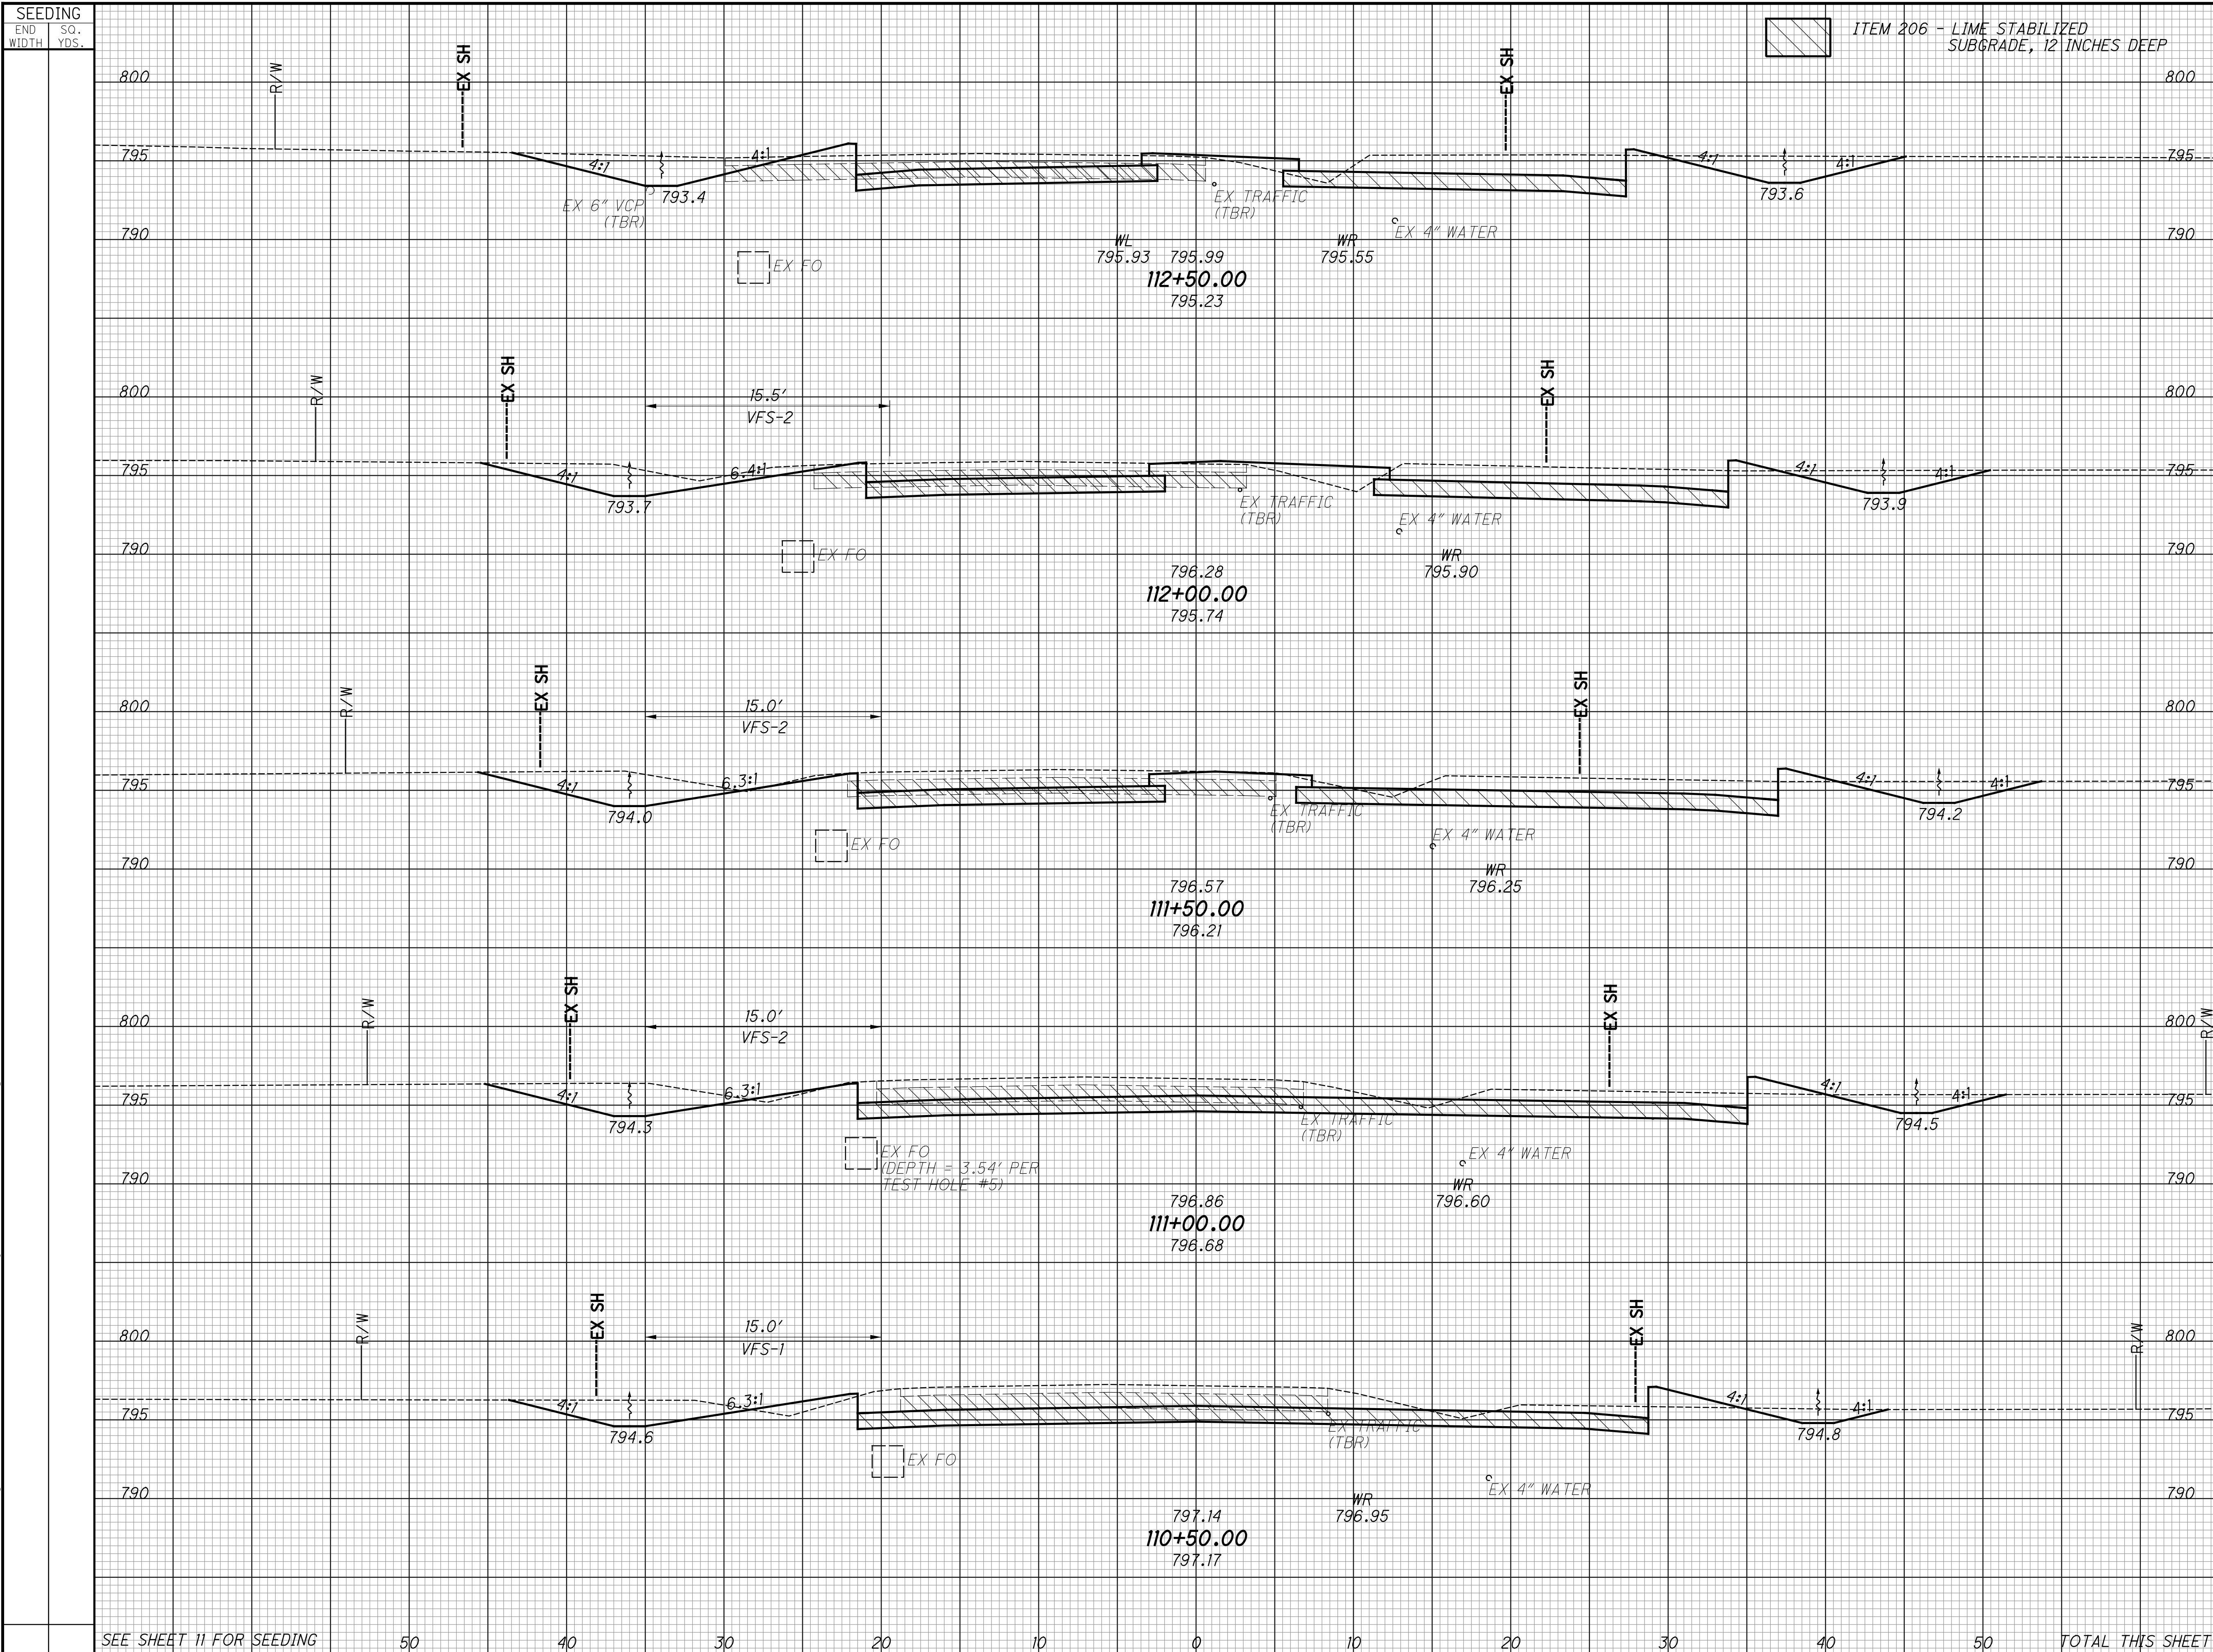 SEEDING
END WIDTH
SQ. YDS.
ITEM 206 - LIME STABILIZED
SUBGRADE, 12 INCHES DEEP
R/W
EX SH
EX SH
800
800
795
4:1
4:1
4:1
4:1
795
EX 6" VCP
(TBR)
793.4
EX TRAFFIC
(TBR)
793.6
EX 4" WATER
790
790
WL
WR
795.93
795.99
795.55
EX FO
112+50.00
795.23
R/W
EX SH
EX SH
800
15.5'
VFS-2
800
795
4:1
6.4:1
4:1
4:1
795
793.7
EX TRAFFIC
(TBR)
793.9
EX 4" WATER
790
EX FO
790
WR
796.28
795.90
112+00.00
795.74
R/W
EX SH
EX SH
800
15.0'
VFS-2
800
795
4:1
6.3:1
4:1
4:1
795
794.0
EX TRAFFIC
(TBR)
794.2
EX 4" WATER
EX FO
790
790
WR
796.57
796.25
111+50.00
796.21
R/W
EX SH
EX SH
R/W
800
15.0'
VFS-2
800
795
4:1
6.3:1
4:1
4:1
795
794.3
EX TRAFFIC
(TBR)
794.5
EX FO
(DEPTH = 3.54' PER
TEST HOLE #5)
EX 4" WATER
790
790
WR
796.86
796.60
111+00.00
796.68
R/W
EX SH
EX SH
R/W
800
15.0'
VFS-1
800
795
4:1
6.3:1
4:1
4:1
795
794.6
EX TRAFFIC
(TBR)
794.8
EX FO
EX 4" WATER
790
790
WR
797.14
796.95
110+50.00
797.17
SEE SHEET 11 FOR SEEDING
50
40
30
20
10
0
10
20
30
40
50
TOTAL THIS SHEET